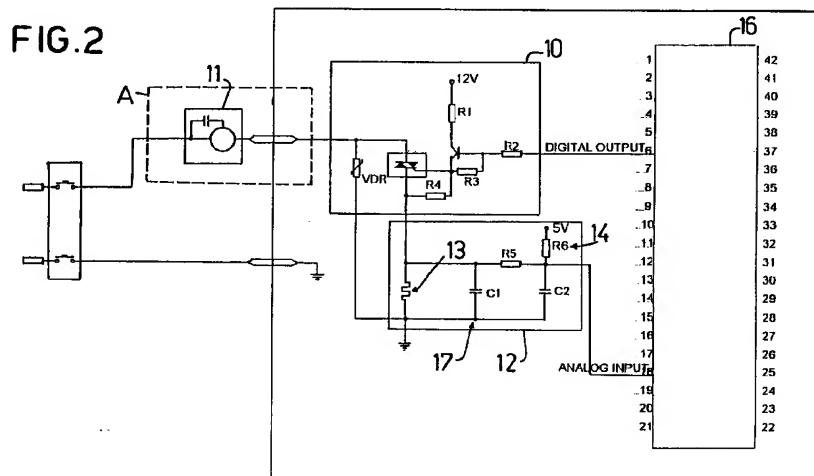 FIG.2
A
11
10
12V
R1
R2
R3
R4
VDR
DIGITAL OUTPUT
13
14
5V
R6
R5
C1
C2
17
12
ANALOG INPUT
16
1 42
2 41
3 40
4 39
5 38
6 37
7 36
8 35
9 34
10 33
11 32
12 31
13 30
14 29
15 28
16 27
17 26
18 25
19 24
20 23
21 22